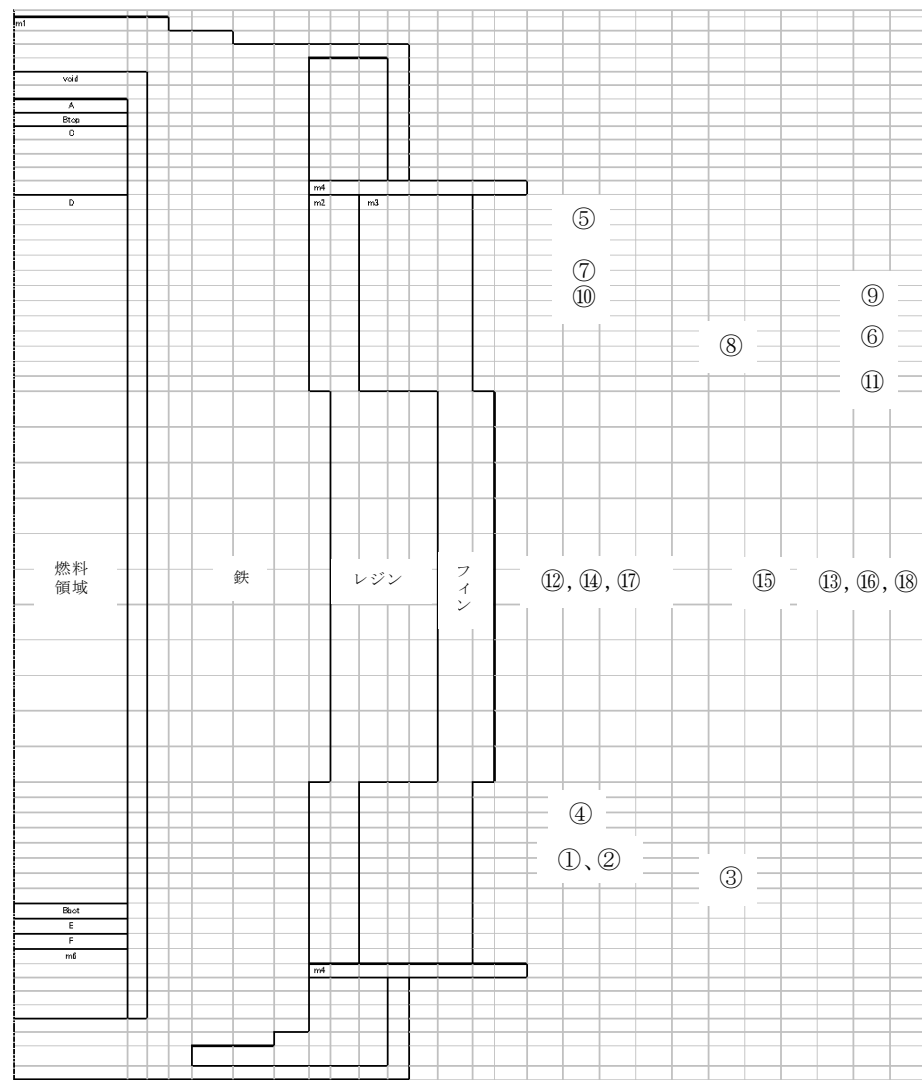 m1
void
A
Btop
C
m4
D
m2
m3
⑤
⑦
⑩
⑨
⑥
⑧
⑪
燃料
領域
鉄
レジン
フィン
⑫, ⑭, ⑰
⑮
⑬, ⑯, ⑱
④
①、②
③
Bbot
E
F
m6
m4